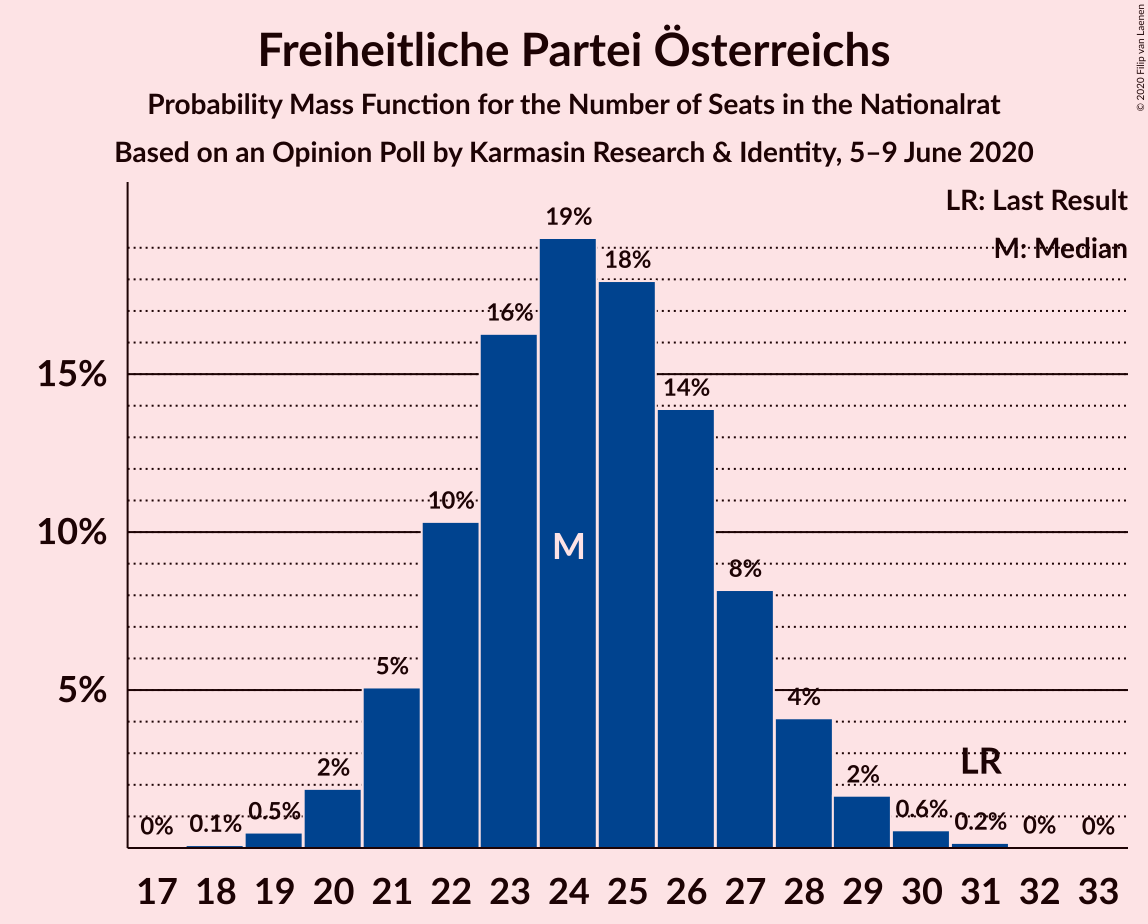 Freiheitliche Partei Österreichs
Probability Mass Function for the Number of Seats in the Nationalrat
Based on an Opinion Poll by Karmasin Research & Identity, 5–9 June 2020
© 2020 Filip van Laenen
LR: Last Result
M: Median
19%
18%
16%
15%
14%
10%
10%
M
8%
5%
5%
4%
LR
2%
2%
0%
0.1%
0.5%
0.6%
0.2%
0%
0%
17 18 19 20 21 22 23 24 25 26 27 28 29 30 31 32 33